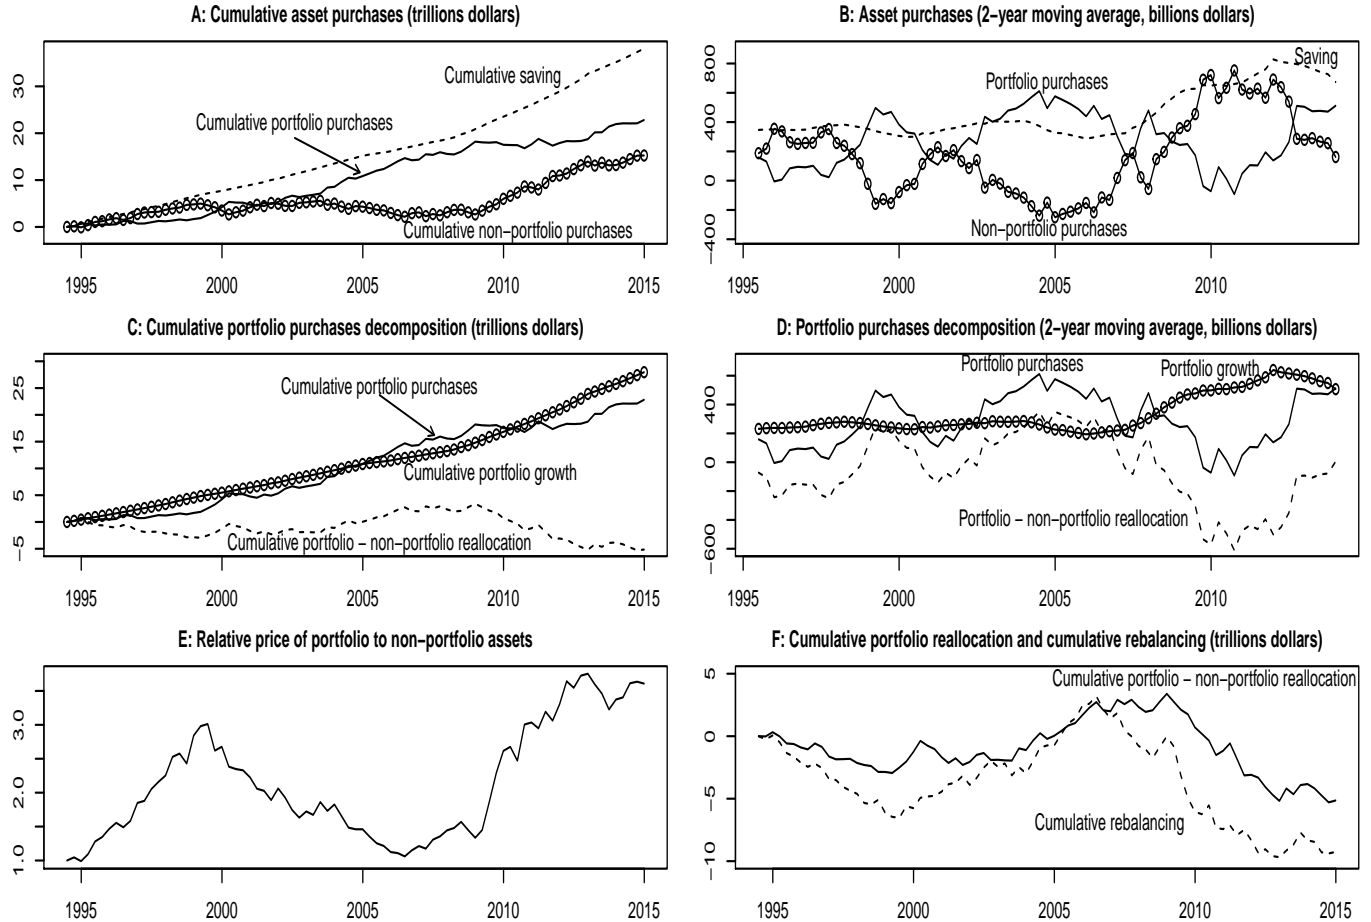 A: Cumulative asset purchases (trillions dollars)
Cumulative saving
Cumulative portfolio purchases
Cumulative non–portfolio purchases
0 10 20 30
1995 2000 2005 2010 2015
B: Asset purchases (2–year moving average, billions dollars)
Saving
Portfolio purchases
Non–portfolio purchases
−400 0 400 800
1995 2000 2005 2010
C: Cumulative portfolio purchases decomposition (trillions dollars)
Cumulative portfolio purchases
Cumulative portfolio growth
Cumulative portfolio – non–portfolio reallocation
−5 5 15 25
1995 2000 2005 2010 2015
D: Portfolio purchases decomposition (2–year moving average, billions dollars)
Portfolio purchases
Portfolio growth
Portfolio – non–portfolio reallocation
−600 0 400
1995 2000 2005 2010
E: Relative price of portfolio to non–portfolio assets
1.0 2.0 3.0
1995 2000 2005 2010 2015
F: Cumulative portfolio reallocation and cumulative rebalancing (trillions dollars)
Cumulative portfolio – non–portfolio reallocation
Cumulative rebalancing
−10 −5 0 5
1995 2000 2005 2010 2015